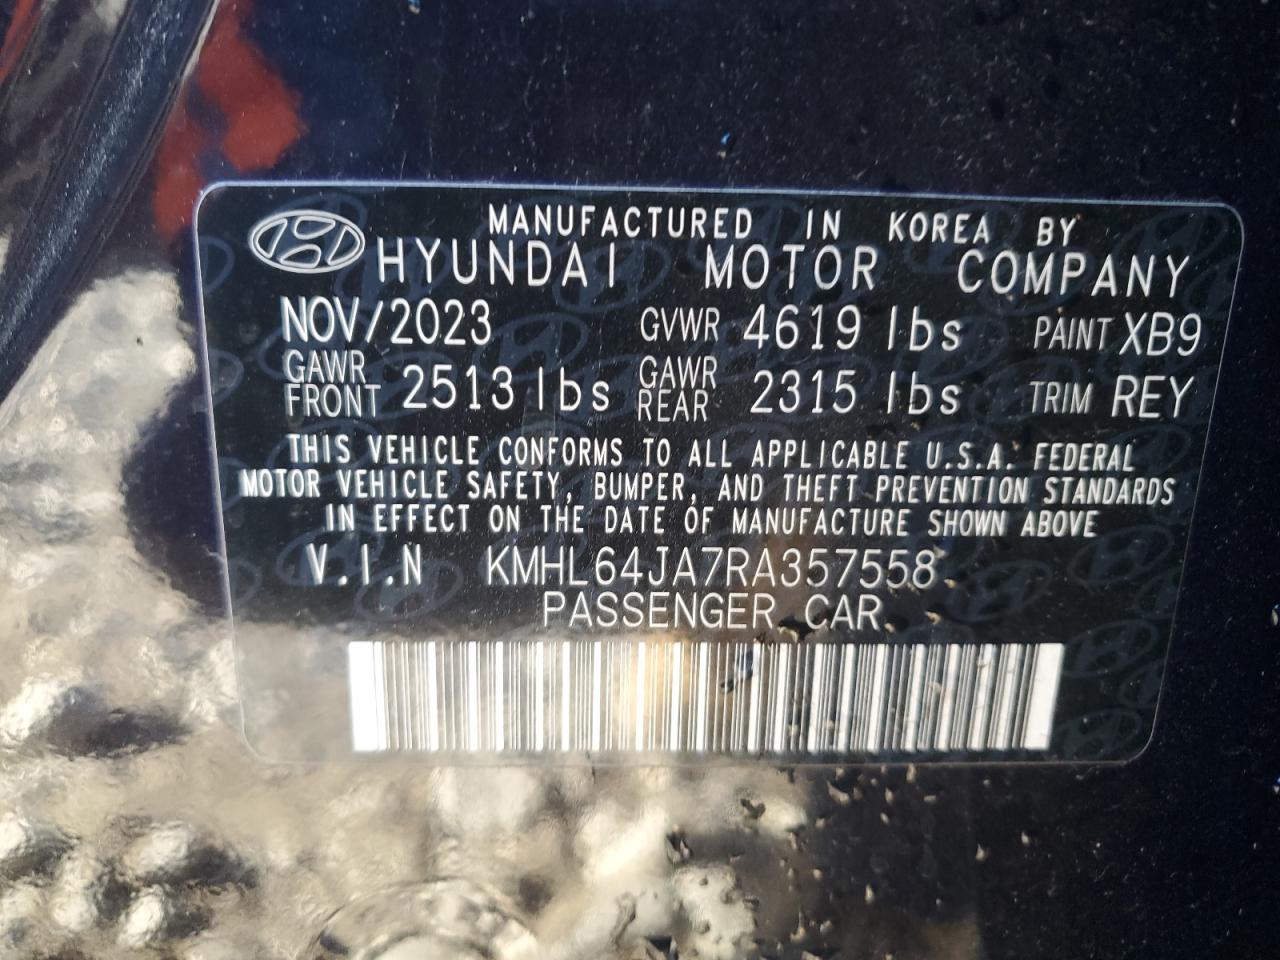 MANUFACTURED IN KOREA BY
HYUNDAI MOTOR COMPANY
NOV/2023 GVWR 4619 lbs PAINT XB9
GAWR FRONT 2513 lbs GAWR REAR 2315 lbs TRIM REY
THIS VEHICLE CONFORMS TO ALL APPLICABLE U.S.A. FEDERAL
MOTOR VEHICLE SAFETY, BUMPER, AND THEFT PREVENTION STANDARDS
IN EFFECT ON THE DATE OF MANUFACTURE SHOWN ABOVE
V.I.N KMHL64JA7RA357558
PASSENGER CAR